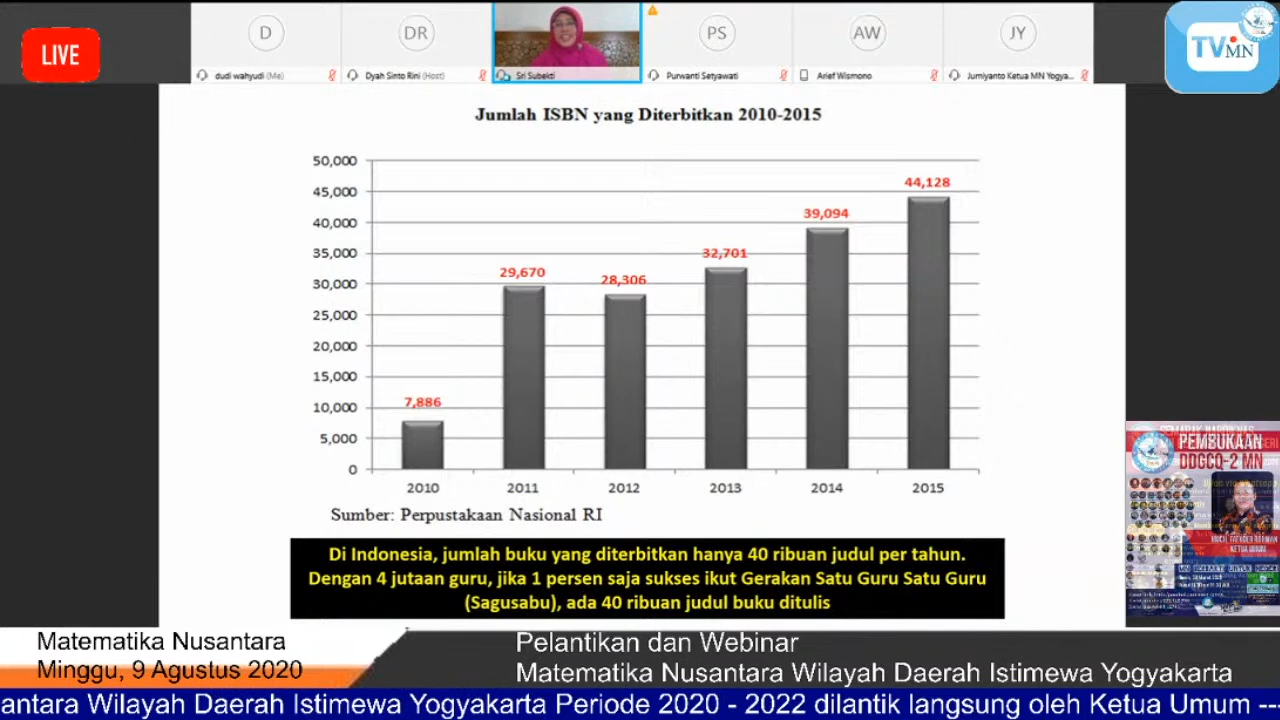 LIVE
D
DR
PS
AW
JY
dudi wahyudi (Me)
Dyah Sinto Rini (Host)
Sri Subekti
Purwanti Setyawati
Arief Wismono
Jumiyanto Ketua MN Yogya...
TV MN
Jumlah ISBN yang Diterbitkan 2010-2015
50,000
45,000
40,000
35,000
30,000
25,000
20,000
15,000
10,000
5,000
0
7,886
29,670
28,306
32,701
39,094
44,128
2010
2011
2012
2013
2014
2015
Sumber: Perpustakaan Nasional RI
Di Indonesia, jumlah buku yang diterbitkan hanya 40 ribuan judul per tahun.
Dengan 4 jutaan guru, jika 1 persen saja sukses ikut Gerakan Satu Guru Satu Guru
(Sagusabu), ada 40 ribuan judul buku ditulis
PEMBUKAAN
DDGCQ-2 MN
KETUA UMUM
Matematika Nusantara
Minggu, 9 Agustus 2020
Pelantikan dan Webinar
Matematika Nusantara Wilayah Daerah Istimewa Yogyakarta
antara Wilayah Daerah Istimewa Yogyakarta Periode 2020 - 2022 dilantik langsung oleh Ketua Umum --